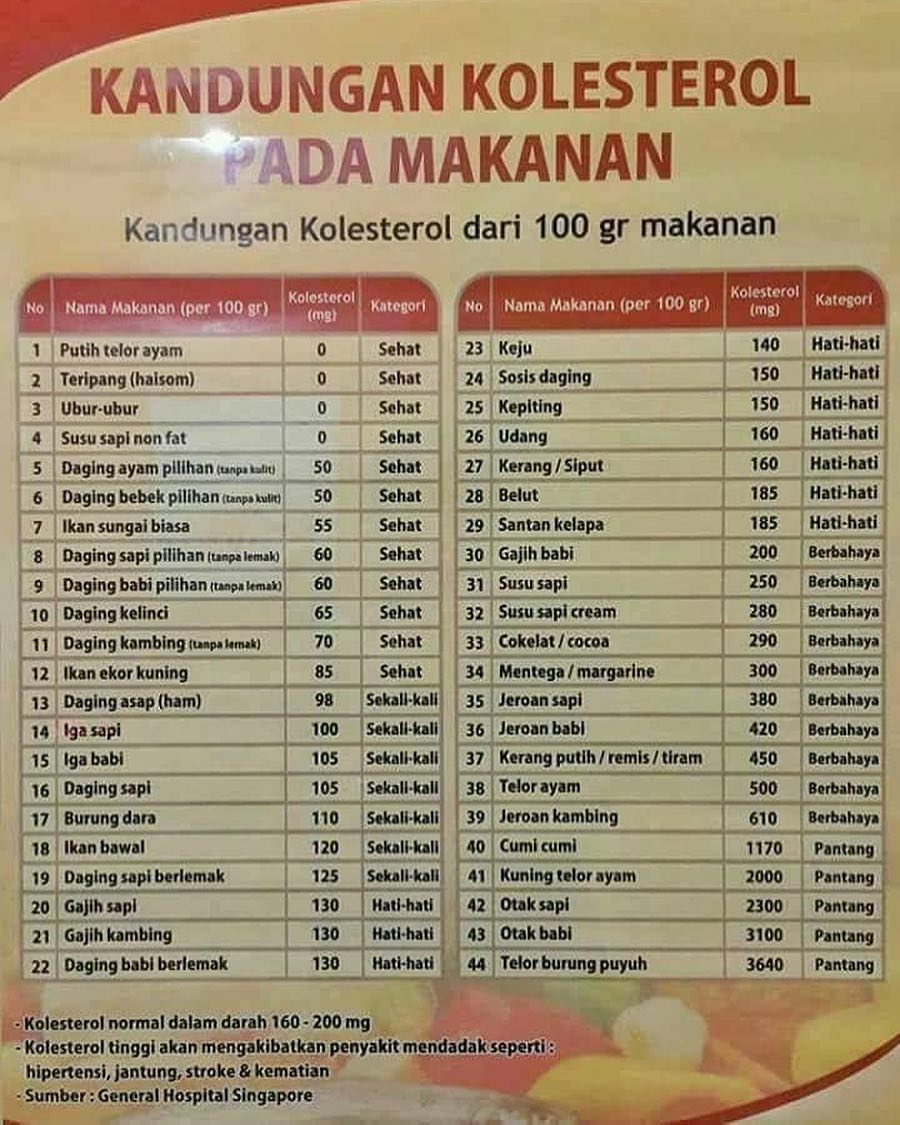 KANDUNGAN KOLESTEROL
PADA MAKANAN
Kandungan Kolesterol dari 100 gr makanan
No Nama Makanan (per 100 gr) Kolesterol (mg) Kategori
1 Putih telor ayam 0 Sehat
2 Teripang (haisom) 0 Sehat
3 Ubur-ubur 0 Sehat
4 Susu sapi non fat 0 Sehat
5 Daging ayam pilihan (tanpa kulit) 50 Sehat
6 Daging bebek pilihan (tanpa kulit) 50 Sehat
7 Ikan sungai biasa 55 Sehat
8 Daging sapi pilihan (tanpa lemak) 60 Sehat
9 Daging babi pilihan (tanpa lemak) 60 Sehat
10 Daging kelinci 65 Sehat
11 Daging kambing (tanpa lemak) 70 Sehat
12 Ikan ekor kuning 85 Sehat
13 Daging asap (ham) 98 Sekali-kali
14 Iga sapi 100 Sekali-kali
15 Iga babi 105 Sekali-kali
16 Daging sapi 105 Sekali-kali
17 Burung dara 110 Sekali-kali
18 Ikan bawal 120 Sekali-kali
19 Daging sapi berlemak 125 Sekali-kali
20 Gajih sapi 130 Hati-hati
21 Gajih kambing 130 Hati-hati
22 Daging babi berlemak 130 Hati-hati
No Nama Makanan (per 100 gr) Kolesterol (mg) Kategori
23 Keju 140 Hati-hati
24 Sosis daging 150 Hati-hati
25 Kepiting 150 Hati-hati
26 Udang 160 Hati-hati
27 Kerang / Siput 160 Hati-hati
28 Belut 185 Hati-hati
29 Santan kelapa 185 Hati-hati
30 Gajih babi 200 Berbahaya
31 Susu sapi 250 Berbahaya
32 Susu sapi cream 280 Berbahaya
33 Cokelat / cocoa 290 Berbahaya
34 Mentega / margarine 300 Berbahaya
35 Jeroan sapi 380 Berbahaya
36 Jeroan babi 420 Berbahaya
37 Kerang putih / remis / tiram 450 Berbahaya
38 Telor ayam 500 Berbahaya
39 Jeroan kambing 610 Berbahaya
40 Cumi cumi 1170 Pantang
41 Kuning telor ayam 2000 Pantang
42 Otak sapi 2300 Pantang
43 Otak babi 3100 Pantang
44 Telor burung puyuh 3640 Pantang
- Kolesterol normal dalam darah 160 - 200 mg
- Kolesterol tinggi akan mengakibatkan penyakit mendadak seperti :
hipertensi, jantung, stroke & kematian
- Sumber : General Hospital Singapore